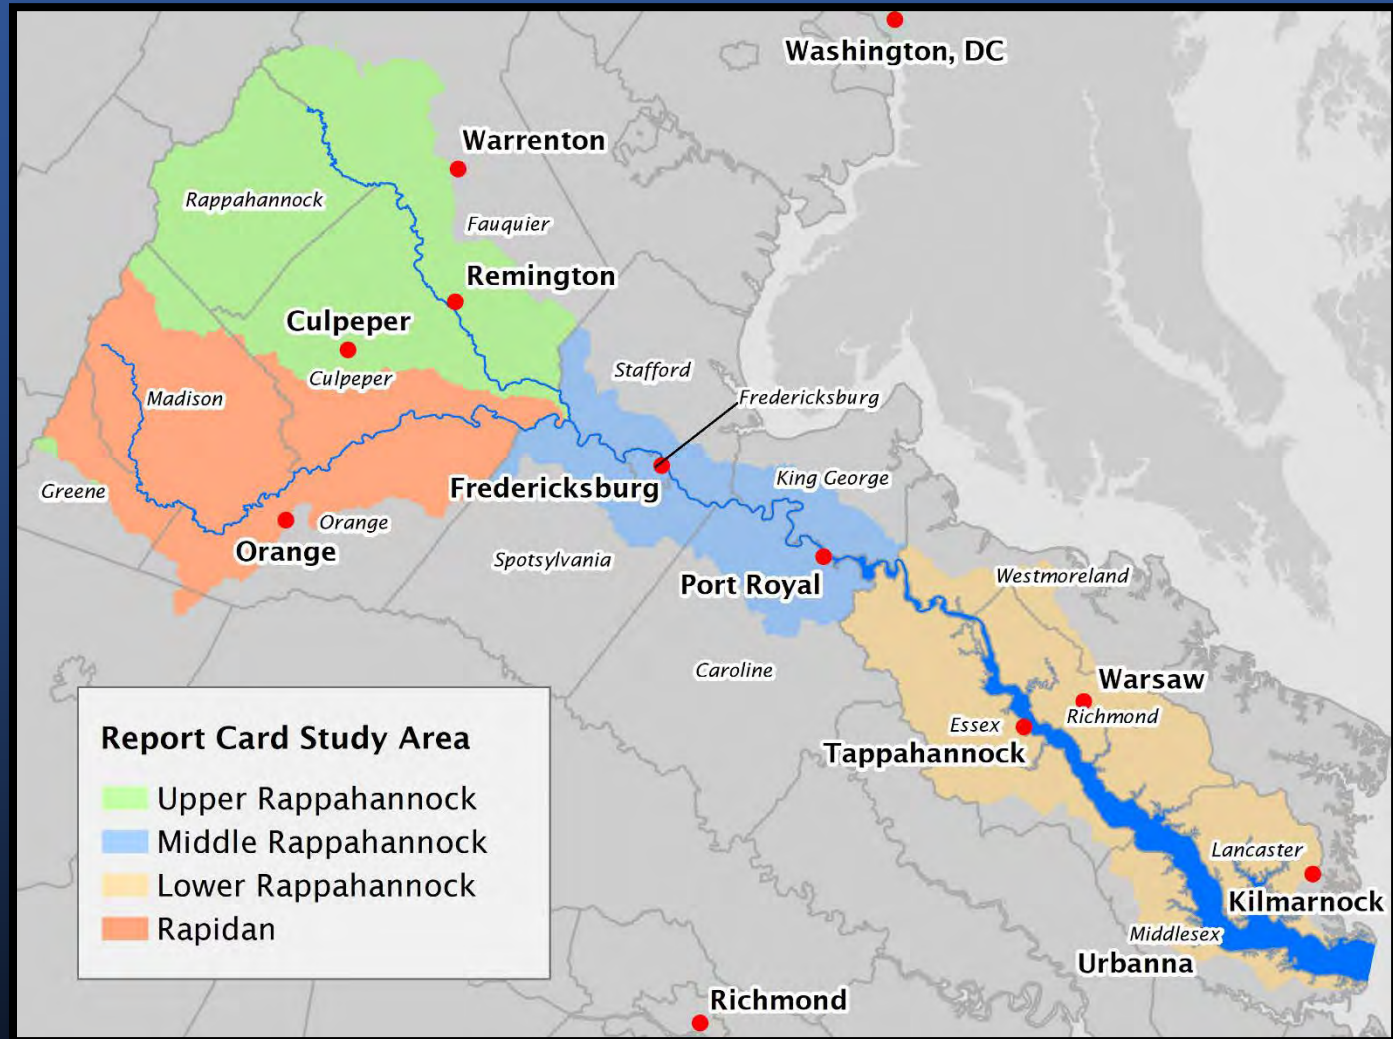 Washington, DC
Warrenton
Rappahannock
Fauquier
Remington
Culpeper
Culpeper
Stafford
Madison
Fredericksburg
King George
Fredericksburg
Greene
Orange
Orange
Spotsylvania
Port Royal
Westmoreland
Caroline
Warsaw
Richmond
Essex
Tappahannock
Lancaster
Kilmarnock
Middlesex
Urbanna
Richmond
Report Card Study Area
Upper Rappahannock
Middle Rappahannock
Lower Rappahannock
Rapidan